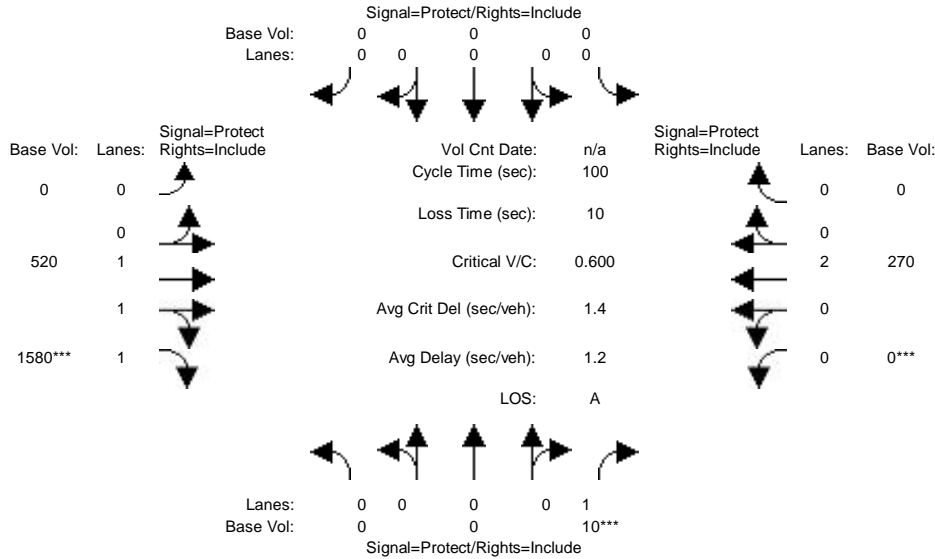 Signal=Protect/Rights=Include
Base Vol: 0 0 0
Lanes: 0 0 0 0 0
Signal=Protect Signal=Protect
Base Vol: Lanes: Rights=Include Vol Cnt Date: n/a Rights=Include Lanes: Base Vol:
Cycle Time (sec): 100
0 0 0 0
Loss Time (sec): 10
0 0
520 1 Critical V/C: 0.600 2 270
1 Avg Crit Del (sec/veh): 1.4 0
1580*** 1 Avg Delay (sec/veh): 1.2 0 0***
LOS: A
Lanes: 0 0 0 0 1
Base Vol: 0 0 10***
Signal=Protect/Rights=Include